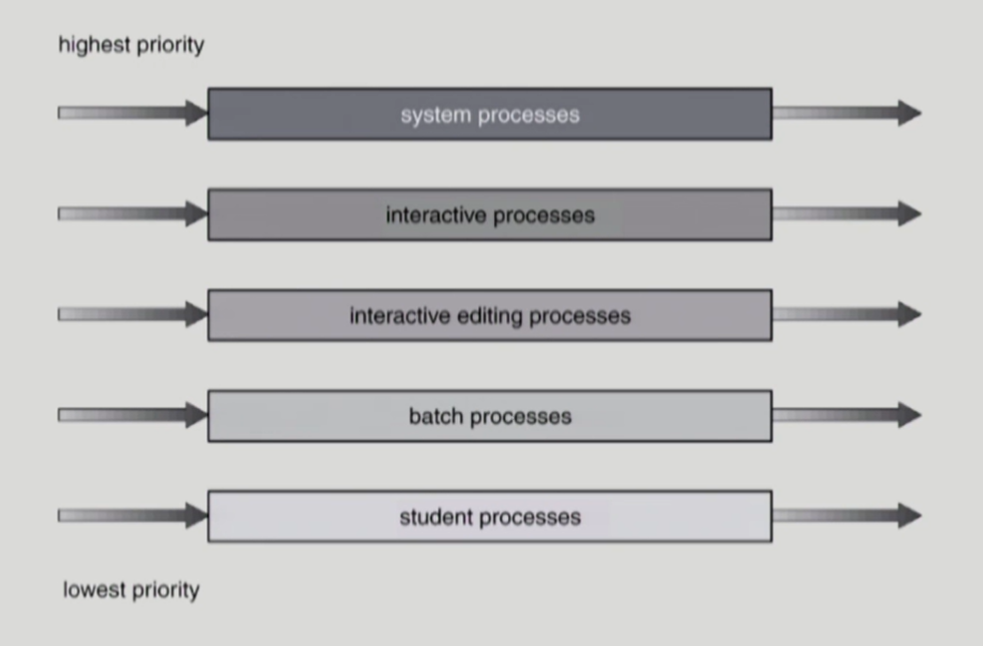 highest priority
system processes
interactive processes
interactive editing processes
batch processes
student processes
lowest priority